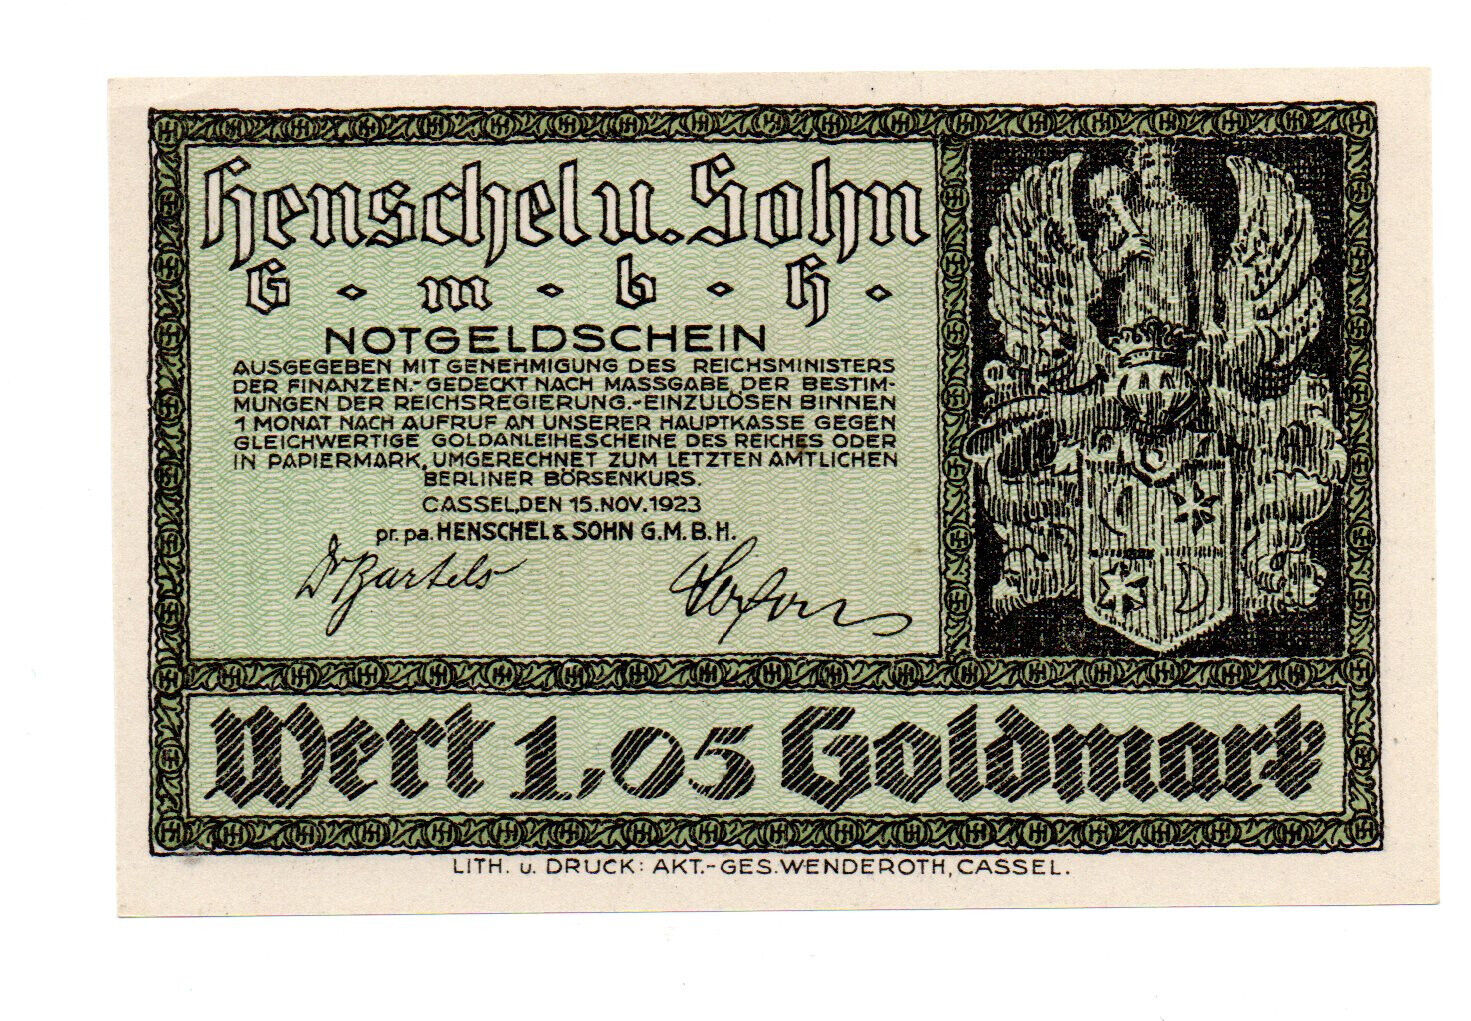 Henschel u. Sohn
G • m • b • H •
NOTGELDSCHEIN
AUSGEGEBEN MIT GENEHMIGUNG DES REICHSMINISTERS
DER FINANZEN.-GEDECKT NACH MASSGABE DER BESTIM-
MUNGEN DER REICHSREGIERUNG.-EINZULÖSEN BINNEN
1 MONAT NACH AUFRUF AN UNSERER HAUPTKASSE GEGEN
GLEICHWERTIGE GOLDANLEIHESCHEINE DES REICHES ODER
IN PAPIERMARK, UMGERECHNET ZUM LETZTEN AMTLICHEN
BERLINER BÖRSENKURS.
CASSEL,DEN 15.NOV.1923
pr. pa. HENSCHEL & SOHN G.M.B.H.
Dr Bartels
Wert 1,05 Goldmark
LITH. u. DRUCK: AKT.-GES.WENDEROTH, CASSEL.